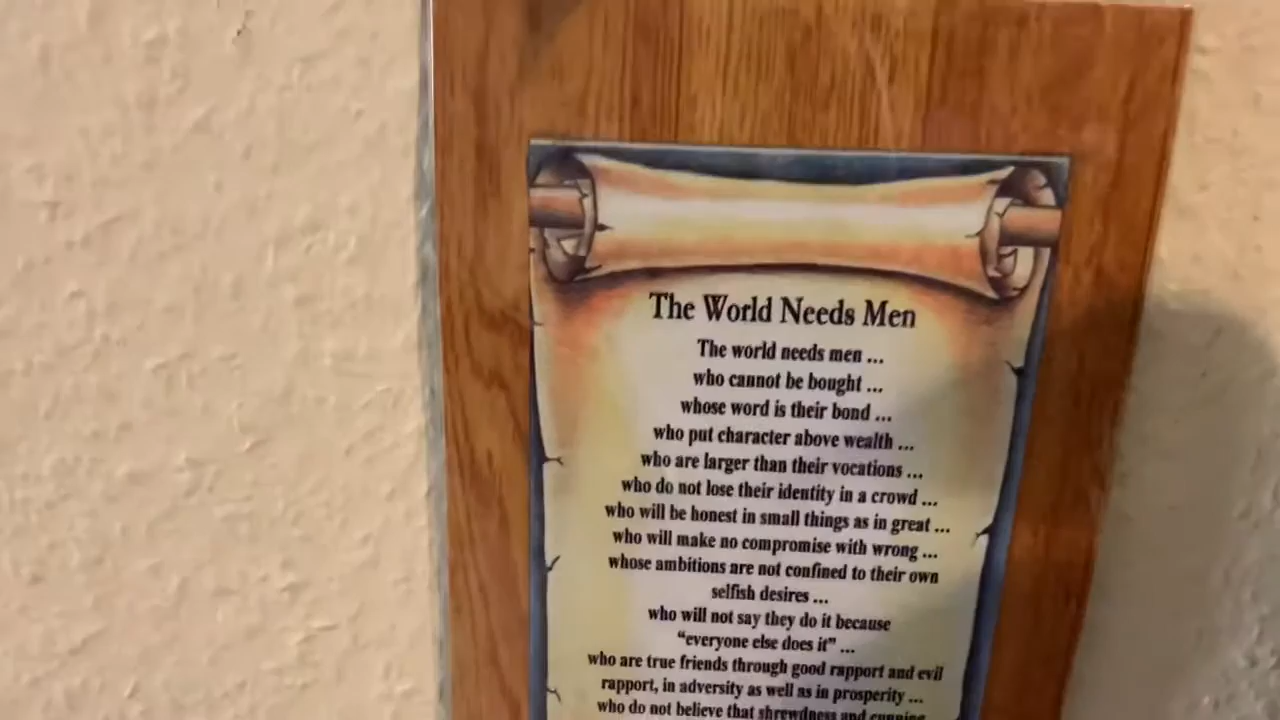 The World Needs Men
The world needs men ...
who cannot be bought ...
whose word is their bond ...
who put character above wealth ...
who are larger than their vocations ...
who do not lose their identity in a crowd ...
who will be honest in small things as in great ...
who will make no compromise with wrong ...
whose ambitions are not confined to their own
selfish desires ...
who will not say they do it because
“everyone else does it” ...
who are true friends through good rapport and evil
rapport, in adversity as well as in prosperity ...
who do not believe that shrewdness and cunning